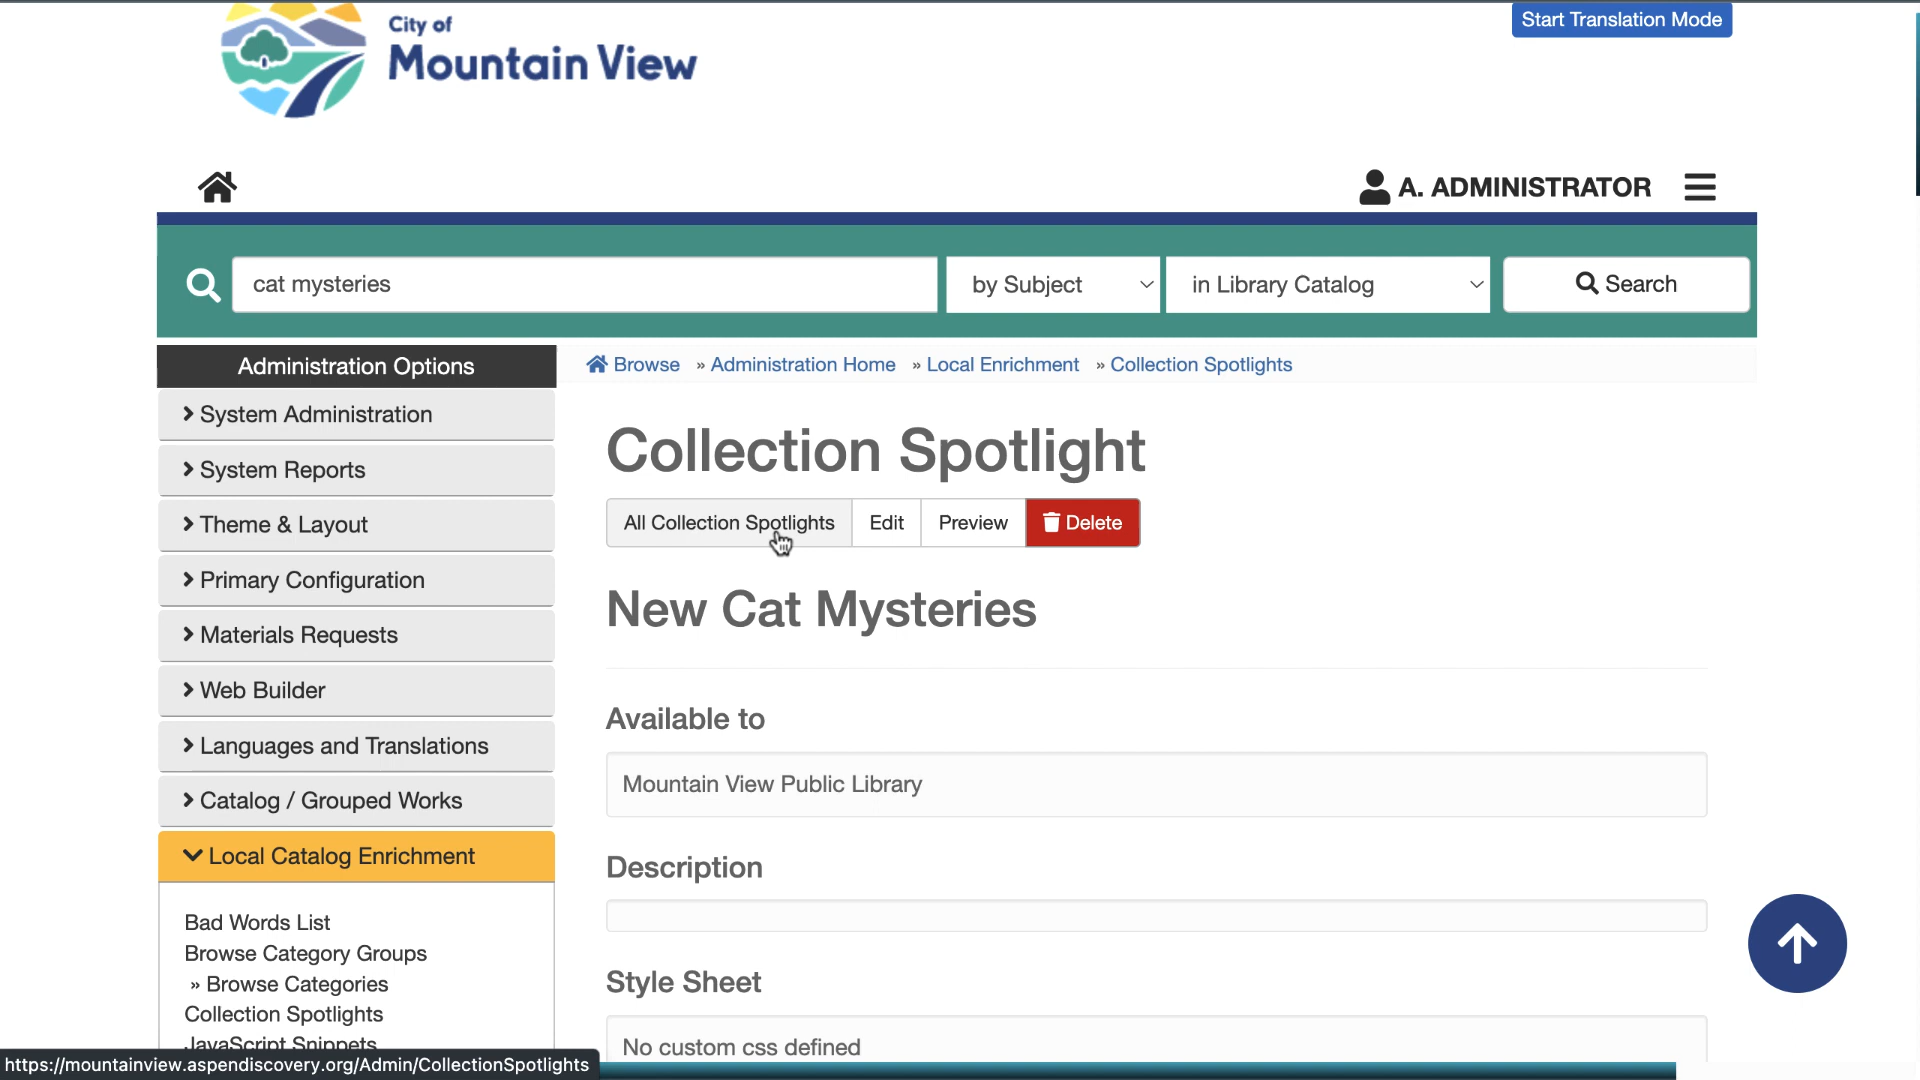 City of
Mountain View
Start Translation Mode
A. ADMINISTRATOR
cat mysteries
by Subject
in Library Catalog
Search
Administration Options
System Administration
System Reports
Theme & Layout
Primary Configuration
Materials Requests
Web Builder
Languages and Translations
Catalog / Grouped Works
Local Catalog Enrichment
Bad Words List
Browse Category Groups
» Browse Categories
Collection Spotlights
JavaScript Snippets
Browse » Administration Home » Local Enrichment » Collection Spotlights
Collection Spotlight
All Collection Spotlights
Edit
Preview
Delete
New Cat Mysteries
Available to
Mountain View Public Library
Description
Style Sheet
No custom css defined
https://mountainview.aspendiscovery.org/Admin/CollectionSpotlights